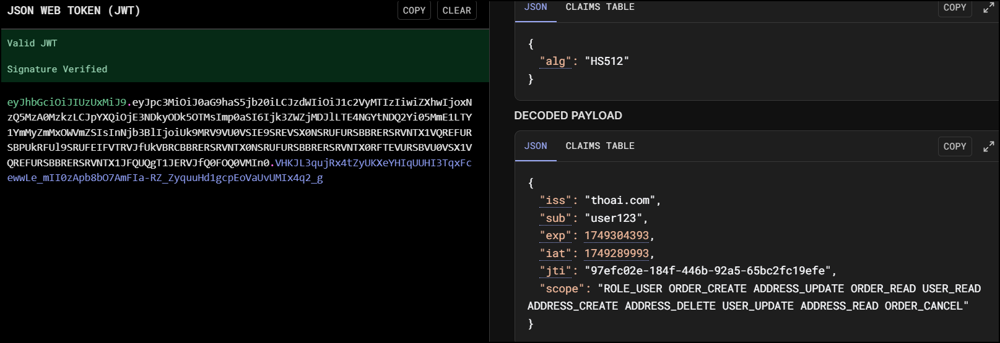 JSON WEB TOKEN (JWT)
COPY
CLEAR
Valid JWT
Signature Verified
eyJhbGciOiJIUzUxMiJ9.eyJpc3MiOiJ0aG9haS5jb20iLCJzdWIiOiJ1c2VyMTIzIiwiZXhwIjoxN
zQ5MzA0MzkzLCJpYXQiOjE3NDkyODk5OTMsImp0aSI6Ijk3ZWZjMDJlLTE4NGYtNDQ2Yi05MmE1LTY
1YmMyZmMxOWVmZSIsInNjb3BlIjoiUk9MRV9VU0VSIE9SREVSX0NSRUFURSBBRERSRVNTX1VQREFUR
SBPUkRFUl9SRUFEIFVTRVJfUkVBRCBBRERSRVNTX0NSRUFURSBBRERSRVNTX0RFTEVURSBVU0VSX1V
QREFURSBBRERSRVNTX1JFQUQgT1JERVJfQ0FOQ0VMIn0.VHKJL3qujRx4tZyUKXeYHIqUUHI3TqxFc
ewwLe_mII0zApb8bO7AmFIa-RZ_ZyquuHd1gcpEoVaUvUMIx4q2_g
JSON
CLAIMS TABLE
COPY
{
"alg": "HS512"
}
DECODED PAYLOAD
JSON
CLAIMS TABLE
COPY
{
"iss": "thoai.com",
"sub": "user123",
"exp": 1749304393,
"iat": 1749289993,
"jti": "97efc02e-184f-446b-92a5-65bc2fc19efe",
"scope": "ROLE_USER ORDER_CREATE ADDRESS_UPDATE ORDER_READ USER_READ
ADDRESS_CREATE ADDRESS_DELETE USER_UPDATE ADDRESS_READ ORDER_CANCEL"
}